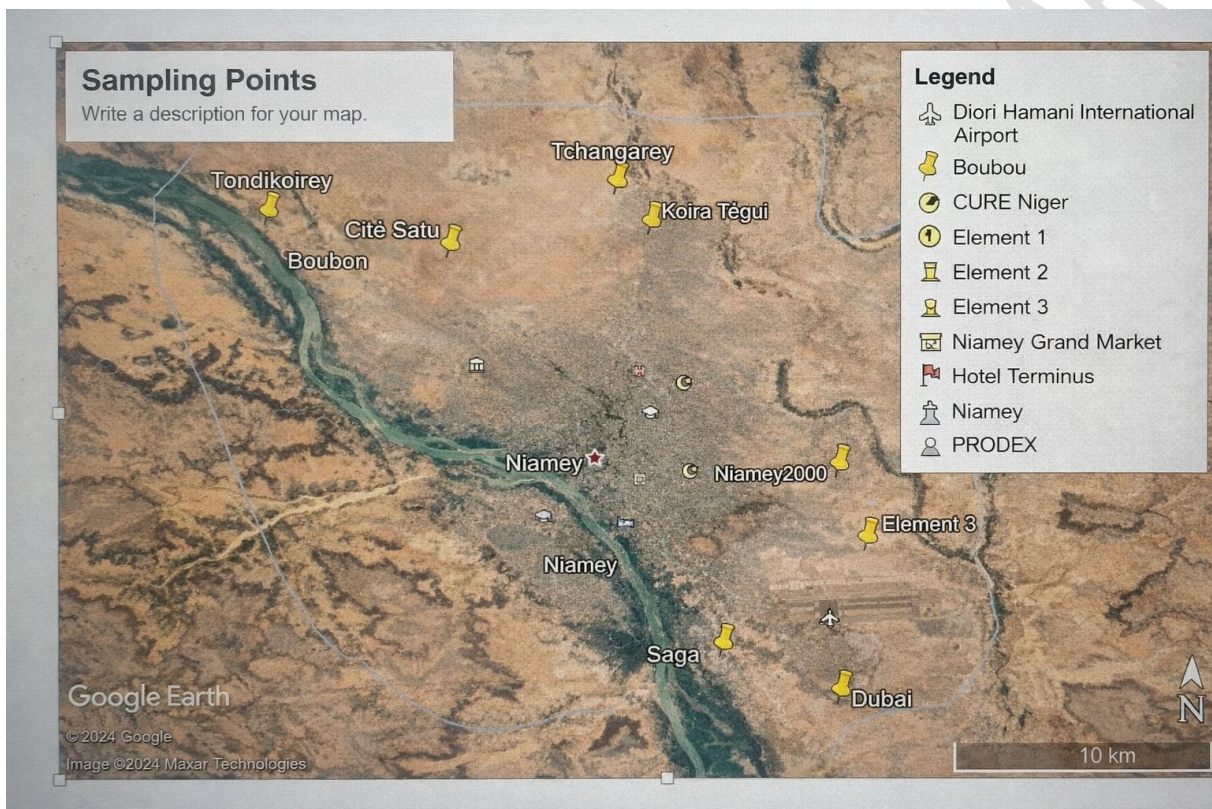 Sampling Points
Write a description for your map.
Legend
Diori Hamani International
Airport
Boubou
CURE Niger
Element 1
Element 2
Element 3
Niamey Grand Market
Hotel Terminus
Niamey
PRODEX
Tchangarey
Tondikoirey
Koira Tégui
Citė Satu
Boubon
Niamey
Niamey2000
Element 3
Niamey
Saga
Dubai
Google Earth
N
© 2024 Google
10 km
Image ©2024 Maxar Technologies